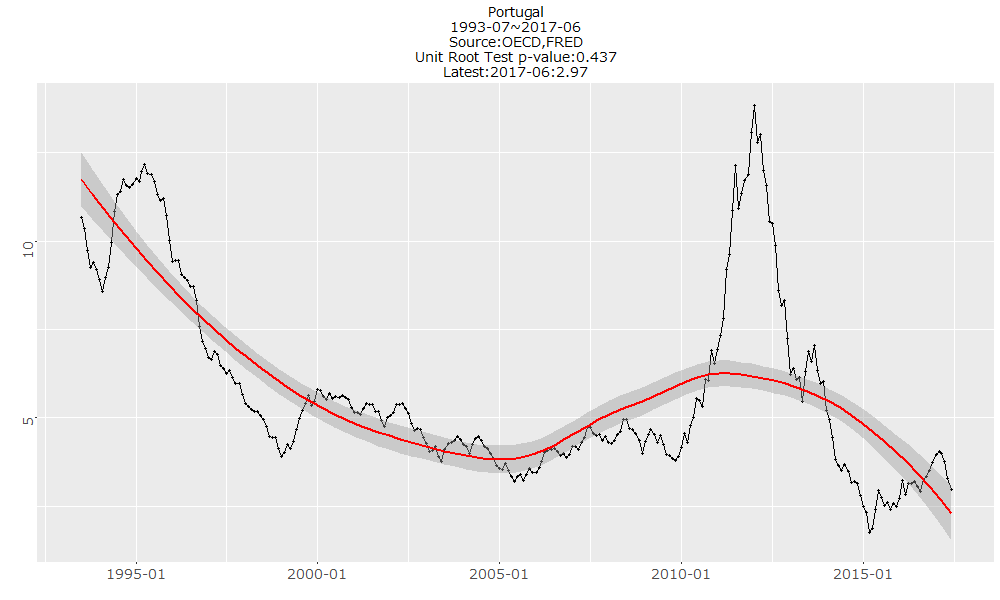 Portugal
1993-07~2017-06
Source:OECD,FRED
Unit Root Test p-value:0.437
Latest:2017-06:2.97
10
5
1995-01
2000-01
2005-01
2010-01
2015-01